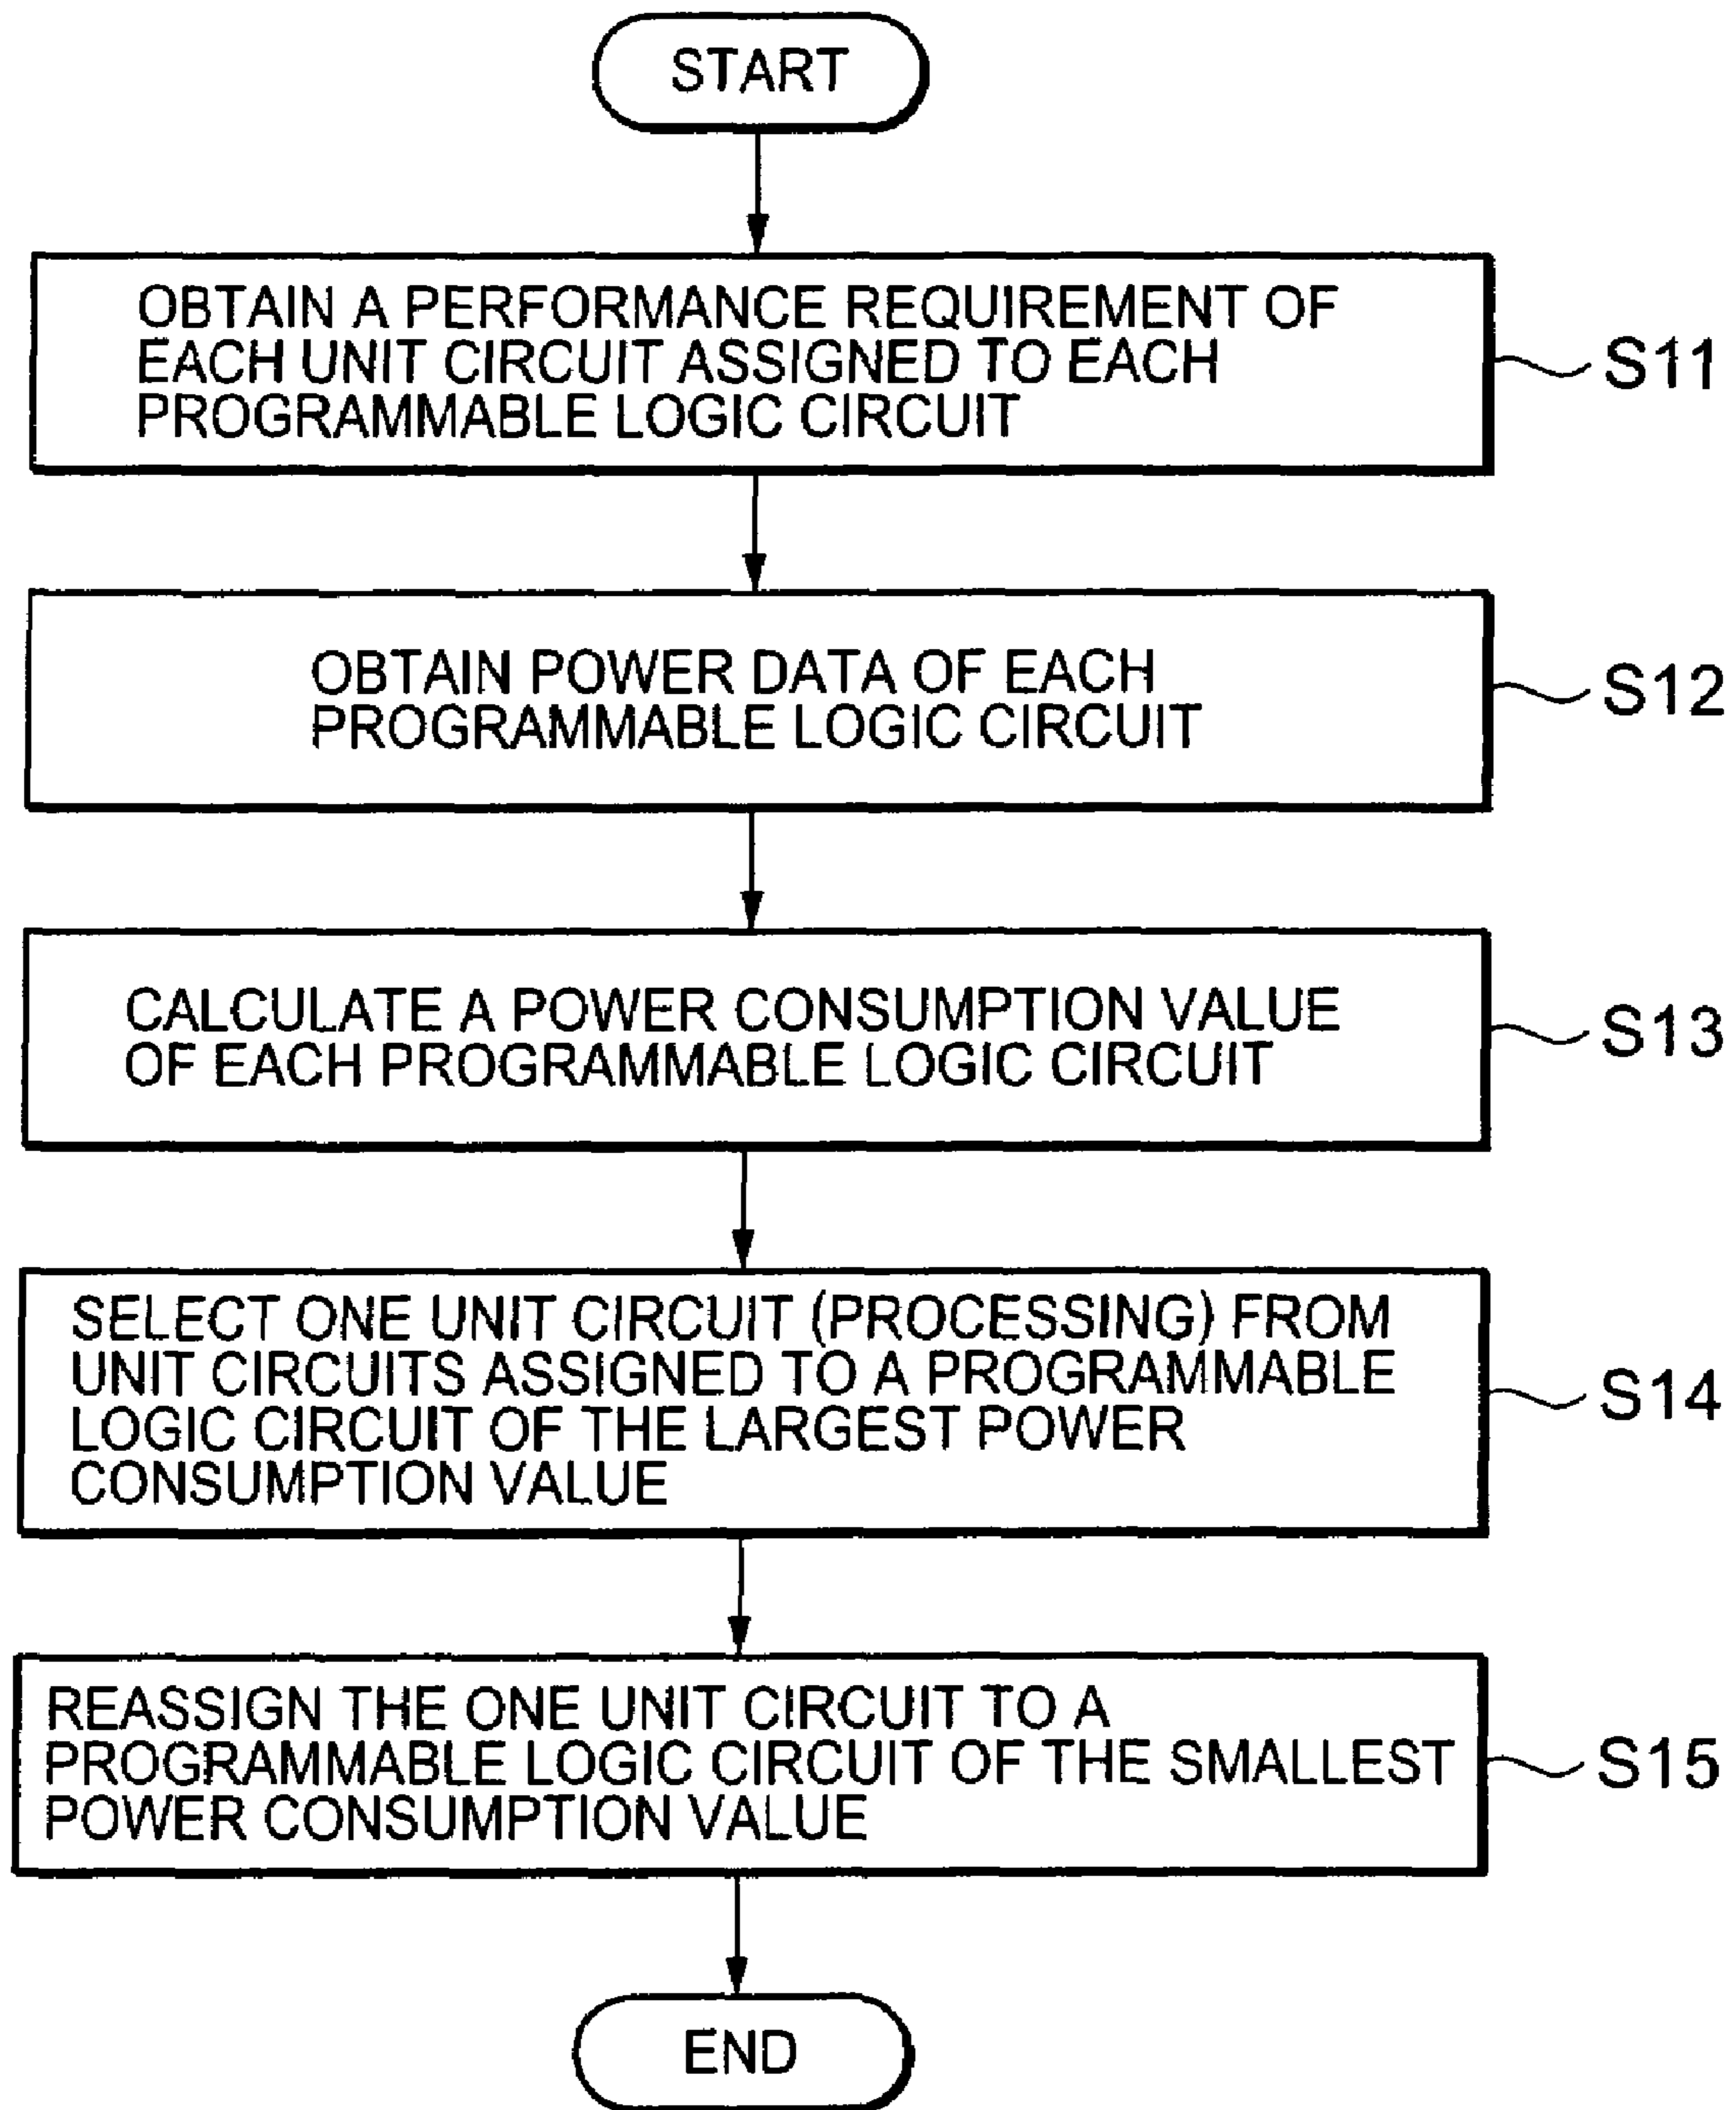 START
OBTAIN A PERFORMANCE REQUIREMENT OF
EACH UNIT CIRCUIT ASSIGNED TO EACH
PROGRAMMABLE LOGIC CIRCUIT
S11
OBTAIN POWER DATA OF EACH
PROGRAMMABLE LOGIC CIRCUIT
S12
CALCULATE A POWER CONSUMPTION VALUE
OF EACH PROGRAMMABLE LOGIC CIRCUIT
S13
SELECT ONE UNIT CIRCUIT (PROCESSING) FROM
UNIT CIRCUITS ASSIGNED TO A PROGRAMMABLE
LOGIC CIRCUIT OF THE LARGEST POWER
CONSUMPTION VALUE
S14
REASSIGN THE ONE UNIT CIRCUIT TO A
PROGRAMMABLE LOGIC CIRCUIT OF THE SMALLEST
POWER CONSUMPTION VALUE
S15
END